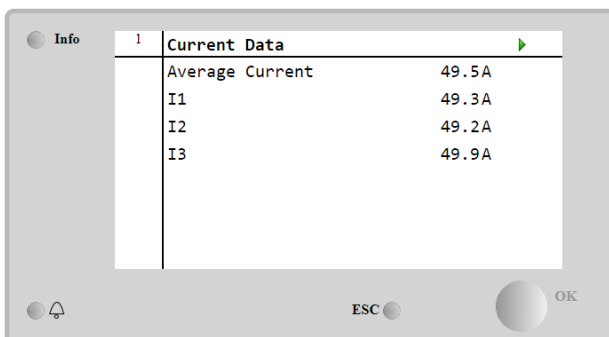 Info
1 Current Data
Average Current 49.5A
I1 49.3A
I2 49.2A
I3 49.9A
ESC
OK